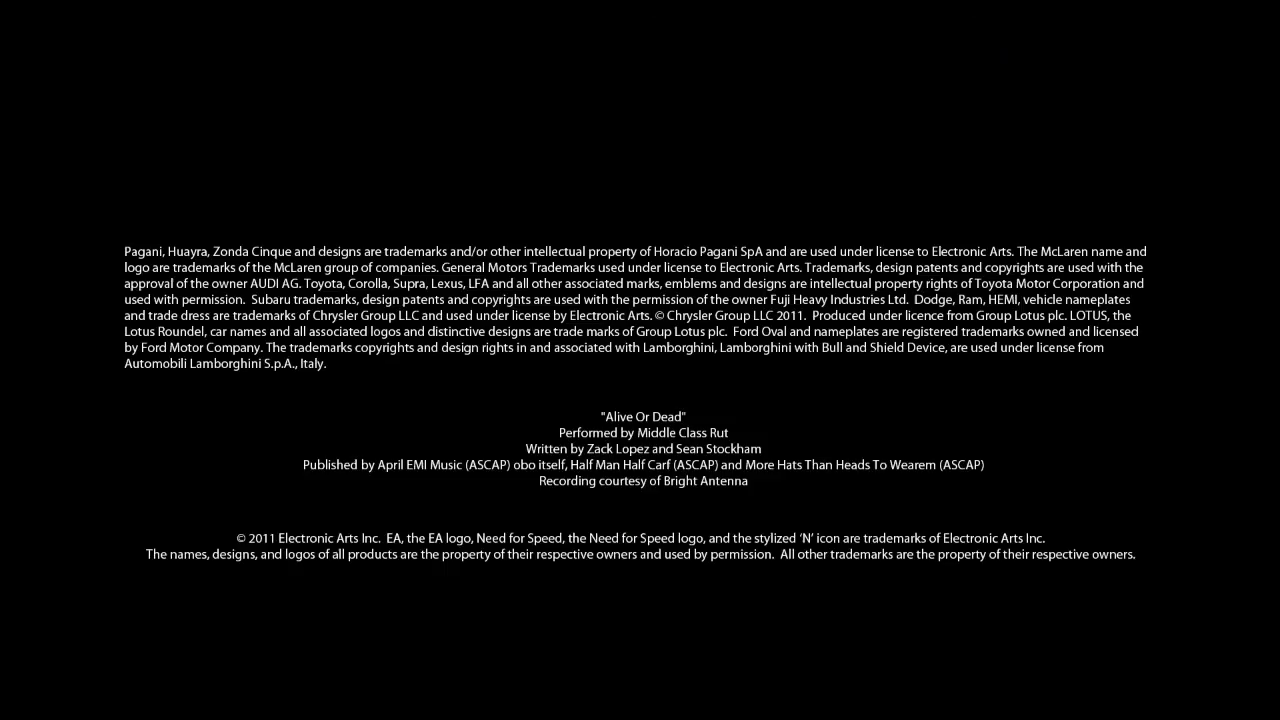 Pagani, Huayra, Zonda Cinque and designs are trademarks and/or other intellectual property of Horacio Pagani SpA and are used under license to Electronic Arts. The McLaren name and
logo are trademarks of the McLaren group of companies. General Motors Trademarks used under license to Electronic Arts. Trademarks, design patents and copyrights are used with the
approval of the owner AUDI AG. Toyota, Corolla, Supra, Lexus, LFA and all other associated marks, emblems and designs are intellectual property rights of Toyota Motor Corporation and
used with permission.  Subaru trademarks, design patents and copyrights are used with the permission of the owner Fuji Heavy Industries Ltd.  Dodge, Ram, HEMI, vehicle nameplates
and trade dress are trademarks of Chrysler Group LLC and used under license by Electronic Arts. © Chrysler Group LLC 2011.  Produced under licence from Group Lotus plc. LOTUS, the
Lotus Roundel, car names and all associated logos and distinctive designs are trade marks of Group Lotus plc.  Ford Oval and nameplates are registered trademarks owned and licensed
by Ford Motor Company. The trademarks copyrights and design rights in and associated with Lamborghini, Lamborghini with Bull and Shield Device, are used under license from
Automobili Lamborghini S.p.A., Italy.
"Alive Or Dead"
Performed by Middle Class Rut
Written by Zack Lopez and Sean Stockham
Published by April EMI Music (ASCAP) obo itself, Half Man Half Carf (ASCAP) and More Hats Than Heads To Wearem (ASCAP)
Recording courtesy of Bright Antenna
© 2011 Electronic Arts Inc.  EA, the EA logo, Need for Speed, the Need for Speed logo, and the stylized ‘N’ icon are trademarks of Electronic Arts Inc.
The names, designs, and logos of all products are the property of their respective owners and used by permission.  All other trademarks are the property of their respective owners.